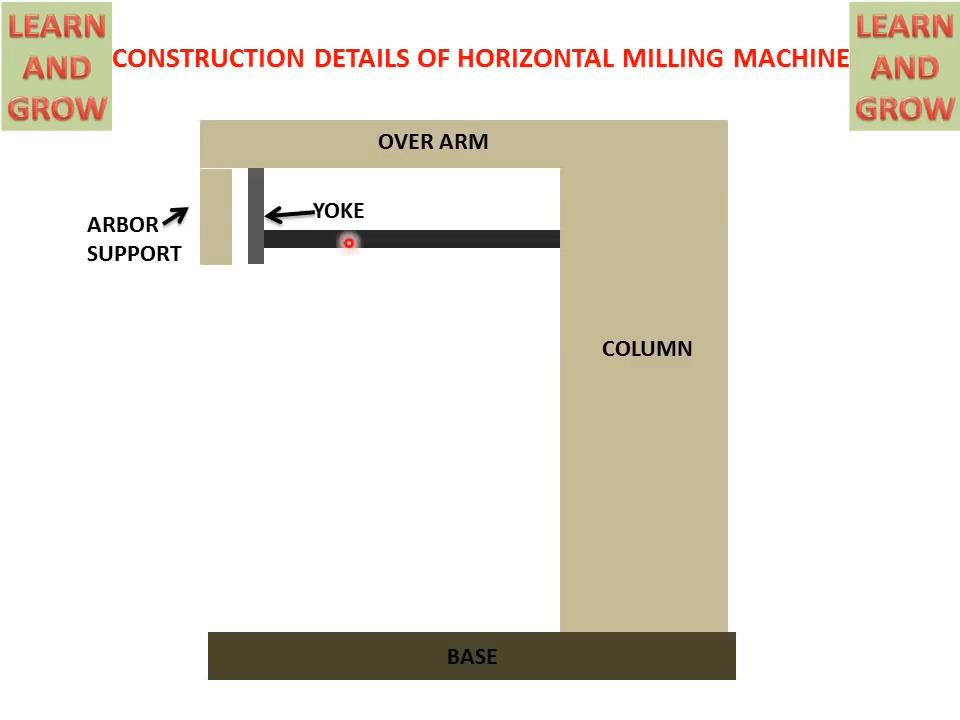 LEARN
AND
GROW
CONSTRUCTION DETAILS OF HORIZONTAL MILLING MACHINE
LEARN
AND
GROW
OVER ARM
YOKE
ARBOR
SUPPORT
COLUMN
BASE